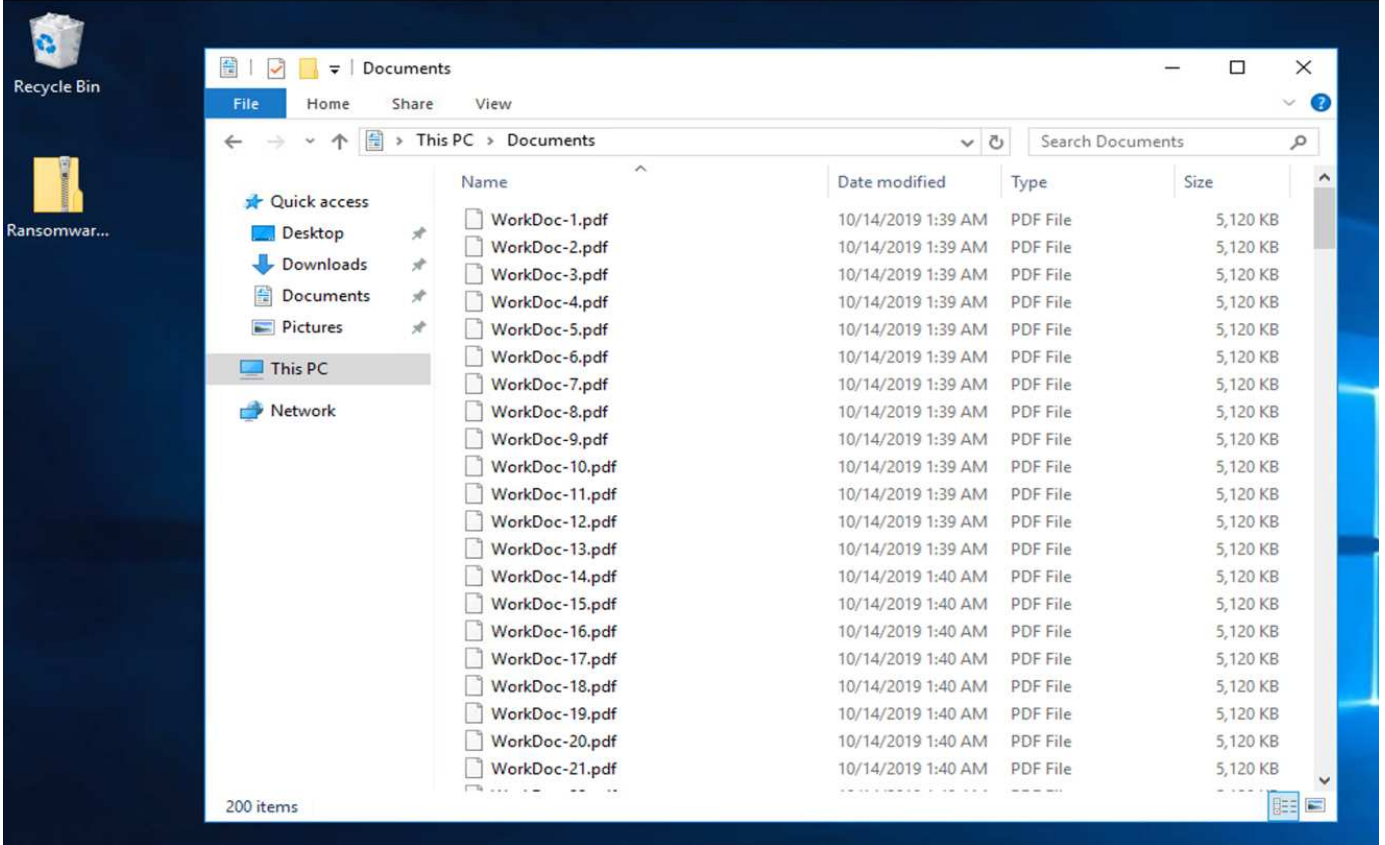 Recycle Bin
Ransomwar...
Documents
File Home Share View
This PC Documents
Search Documents
Quick access
Desktop
Downloads
Documents
Pictures
This PC
Network
Name Date modified Type Size
WorkDoc-1.pdf 10/14/2019 1:39 AM PDF File 5,120 KB
WorkDoc-2.pdf 10/14/2019 1:39 AM PDF File 5,120 KB
WorkDoc-3.pdf 10/14/2019 1:39 AM PDF File 5,120 KB
WorkDoc-4.pdf 10/14/2019 1:39 AM PDF File 5,120 KB
WorkDoc-5.pdf 10/14/2019 1:39 AM PDF File 5,120 KB
WorkDoc-6.pdf 10/14/2019 1:39 AM PDF File 5,120 KB
WorkDoc-7.pdf 10/14/2019 1:39 AM PDF File 5,120 KB
WorkDoc-8.pdf 10/14/2019 1:39 AM PDF File 5,120 KB
WorkDoc-9.pdf 10/14/2019 1:39 AM PDF File 5,120 KB
WorkDoc-10.pdf 10/14/2019 1:39 AM PDF File 5,120 KB
WorkDoc-11.pdf 10/14/2019 1:39 AM PDF File 5,120 KB
WorkDoc-12.pdf 10/14/2019 1:39 AM PDF File 5,120 KB
WorkDoc-13.pdf 10/14/2019 1:39 AM PDF File 5,120 KB
WorkDoc-14.pdf 10/14/2019 1:40 AM PDF File 5,120 KB
WorkDoc-15.pdf 10/14/2019 1:40 AM PDF File 5,120 KB
WorkDoc-16.pdf 10/14/2019 1:40 AM PDF File 5,120 KB
WorkDoc-17.pdf 10/14/2019 1:40 AM PDF File 5,120 KB
WorkDoc-18.pdf 10/14/2019 1:40 AM PDF File 5,120 KB
WorkDoc-19.pdf 10/14/2019 1:40 AM PDF File 5,120 KB
WorkDoc-20.pdf 10/14/2019 1:40 AM PDF File 5,120 KB
WorkDoc-21.pdf 10/14/2019 1:40 AM PDF File 5,120 KB
200 items